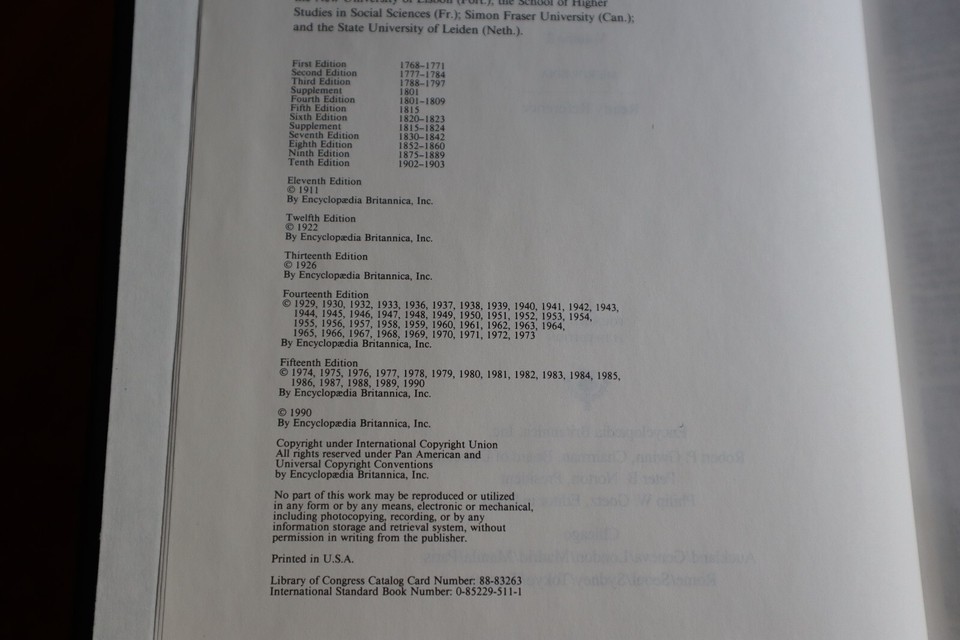 the New University of Lisbon (Port.); the School of Higher
Studies in Social Sciences (Fr.); Simon Fraser University (Can.);
and the State University of Leiden (Neth.).
First Edition 1768–1771
Second Edition 1777–1784
Third Edition 1788–1797
Supplement 1801
Fourth Edition 1801–1809
Fifth Edition 1815
Sixth Edition 1820–1823
Supplement 1815–1824
Seventh Edition 1830–1842
Eighth Edition 1852–1860
Ninth Edition 1875–1889
Tenth Edition 1902–1903
Eleventh Edition
© 1911
By Encyclopædia Britannica, Inc.
Twelfth Edition
© 1922
By Encyclopædia Britannica, Inc.
Thirteenth Edition
© 1926
By Encyclopædia Britannica, Inc.
Fourteenth Edition
© 1929, 1930, 1932, 1933, 1936, 1937, 1938, 1939, 1940, 1941, 1942, 1943,
1944, 1945, 1946, 1947, 1948, 1949, 1950, 1951, 1952, 1953, 1954,
1955, 1956, 1957, 1958, 1959, 1960, 1961, 1962, 1963, 1964,
1965, 1966, 1967, 1968, 1969, 1970, 1971, 1972, 1973
By Encyclopædia Britannica, Inc.
Fifteenth Edition
© 1974, 1975, 1976, 1977, 1978, 1979, 1980, 1981, 1982, 1983, 1984, 1985,
1986, 1987, 1988, 1989, 1990
By Encyclopædia Britannica, Inc.
© 1990
By Encyclopædia Britannica, Inc.
Copyright under International Copyright Union
All rights reserved under Pan American and
Universal Copyright Conventions
by Encyclopædia Britannica, Inc.
No part of this work may be reproduced or utilized
in any form or by any means, electronic or mechanical,
including photocopying, recording, or by any
information storage and retrieval system, without
permission in writing from the publisher.
Printed in U.S.A.
Library of Congress Catalog Card Number: 88-83263
International Standard Book Number: 0-85229-511-1